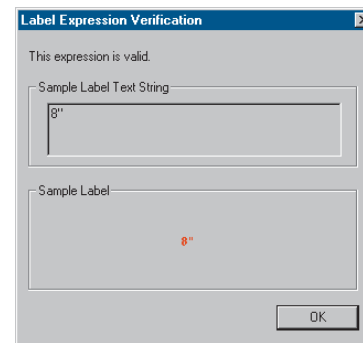 Label Expression Verification
This expression is valid.
Sample Label Text String
8"
Sample Label
8"
OK